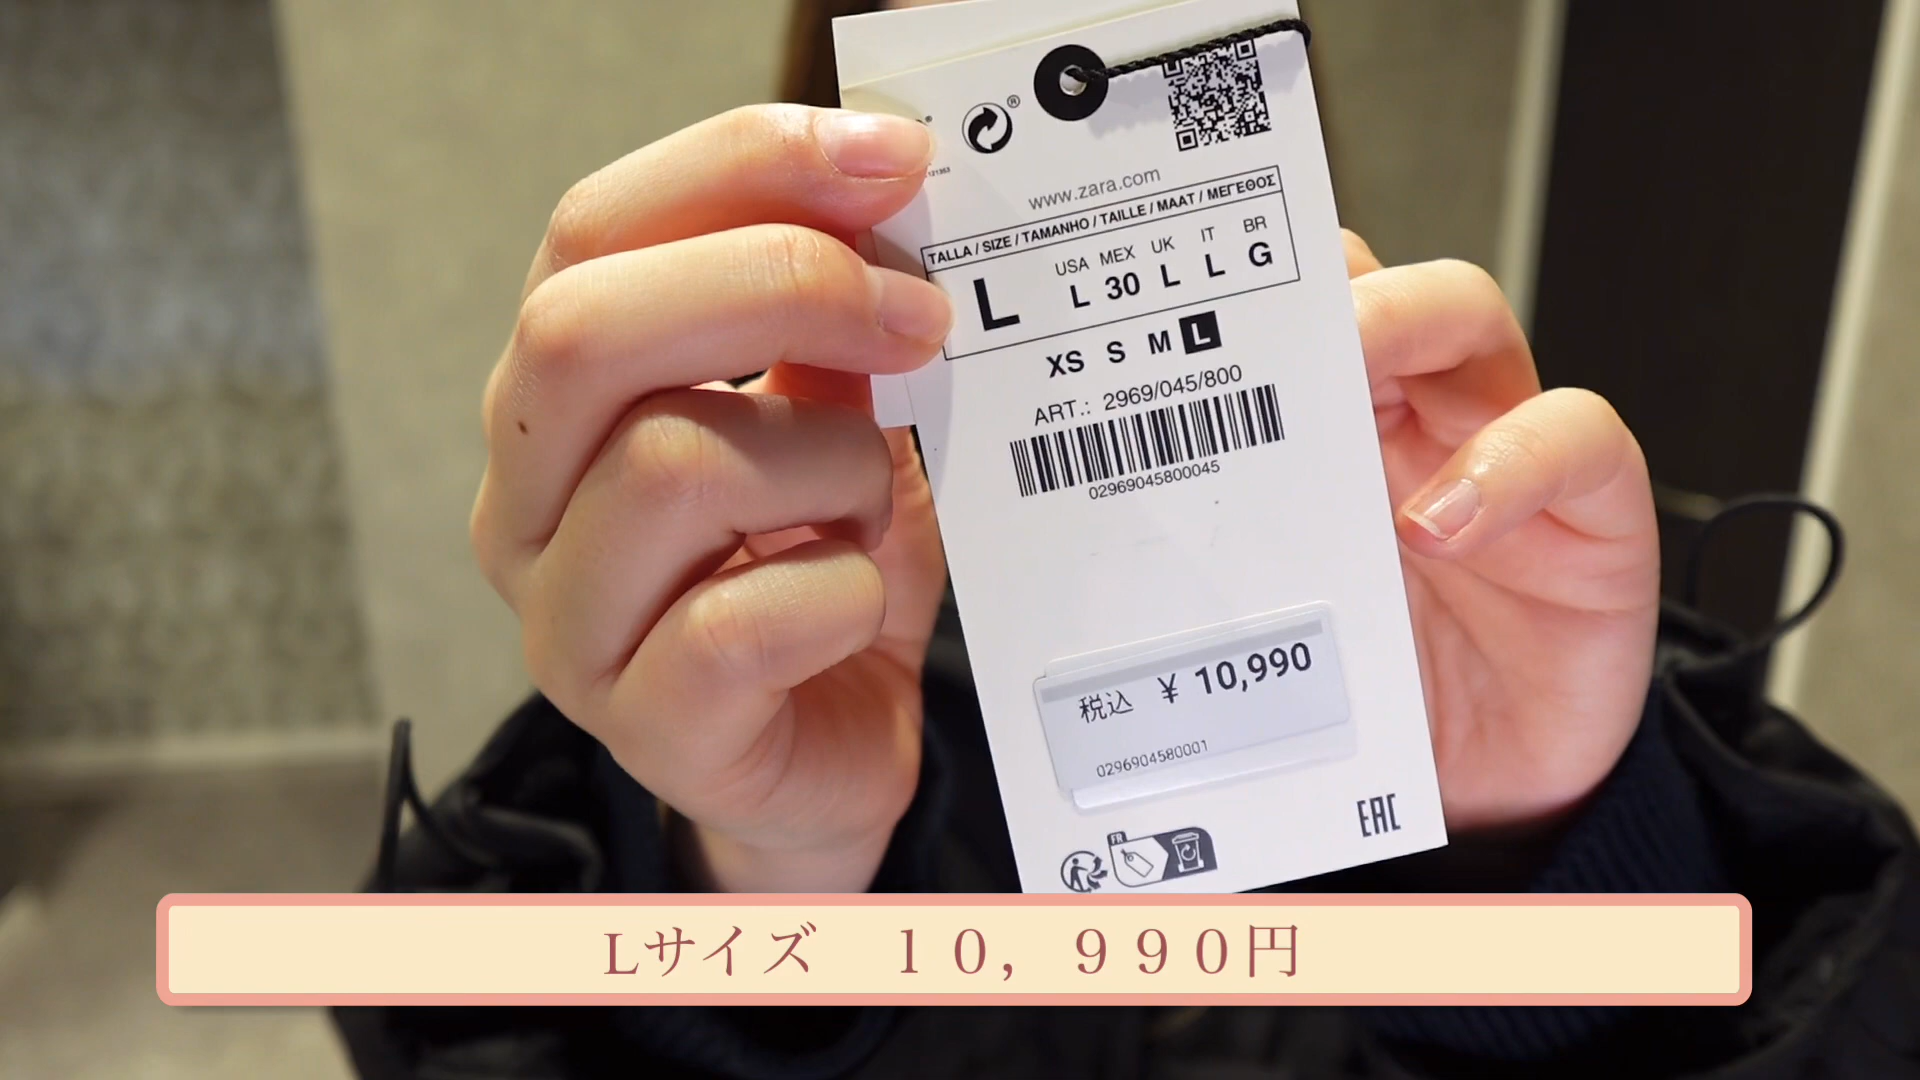 www.zara.com
TALLA / SIZE / TAMANHO / TAILLE / MAAT / ΜΕΓΕΘΟΣ
USA MEX UK IT BR
L L 30 L L G
XS S M L
ART.: 2969/045/800
02969045800045
税込 ¥ 10,990
0296904580001
FR
EAC
Lサイズ　１０，９９０円